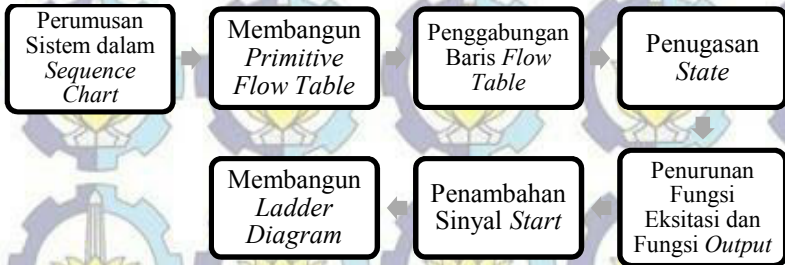 Perumusan
Sistem dalam
Sequence
Chart
Membangun
Primitive
Flow Table
Penggabungan
Baris Flow
Table
Penugasan
State
Penurunan
Fungsi
Eksitasi dan
Fungsi Output
Penambahan
Sinyal Start
Membangun
Ladder
Diagram